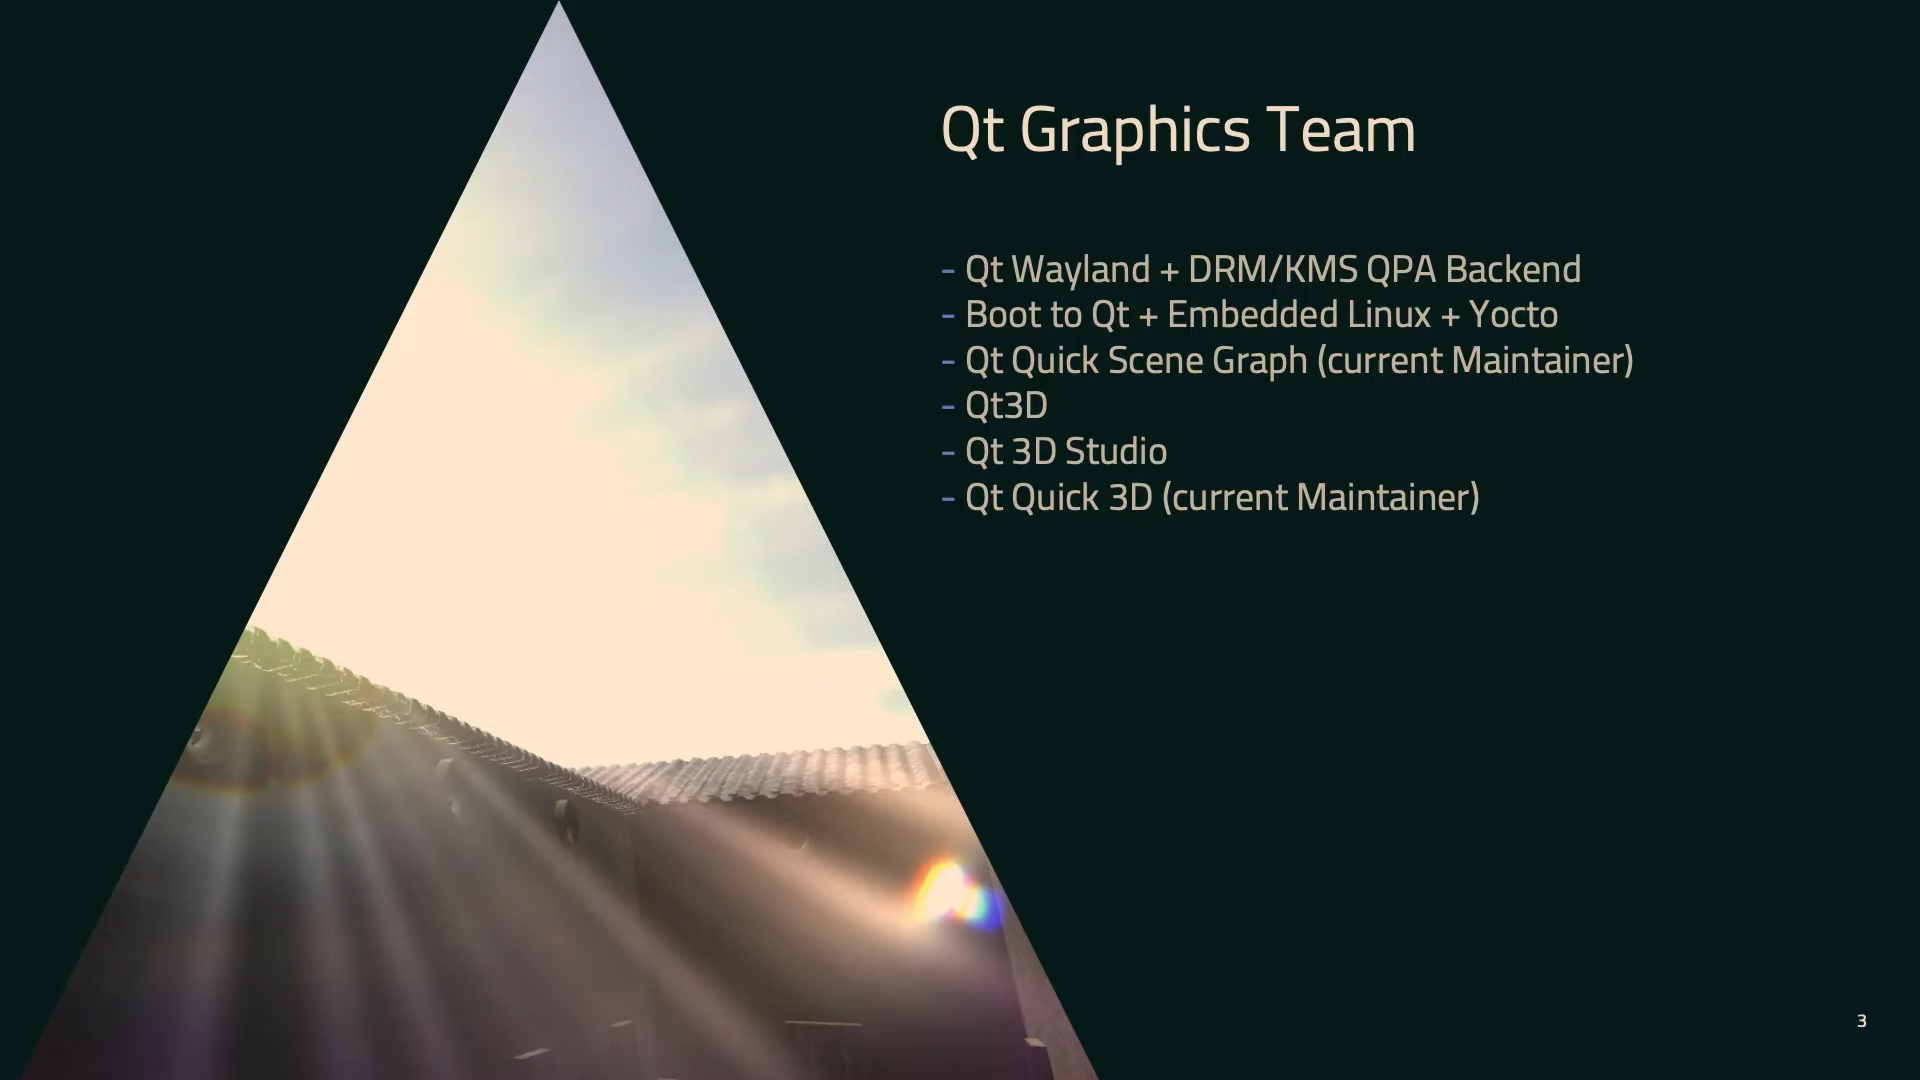 Qt Graphics Team
- Qt Wayland + DRM/KMS QPA Backend
- Boot to Qt + Embedded Linux + Yocto
- Qt Quick Scene Graph (current Maintainer)
- Qt3D
- Qt 3D Studio
- Qt Quick 3D (current Maintainer)
3